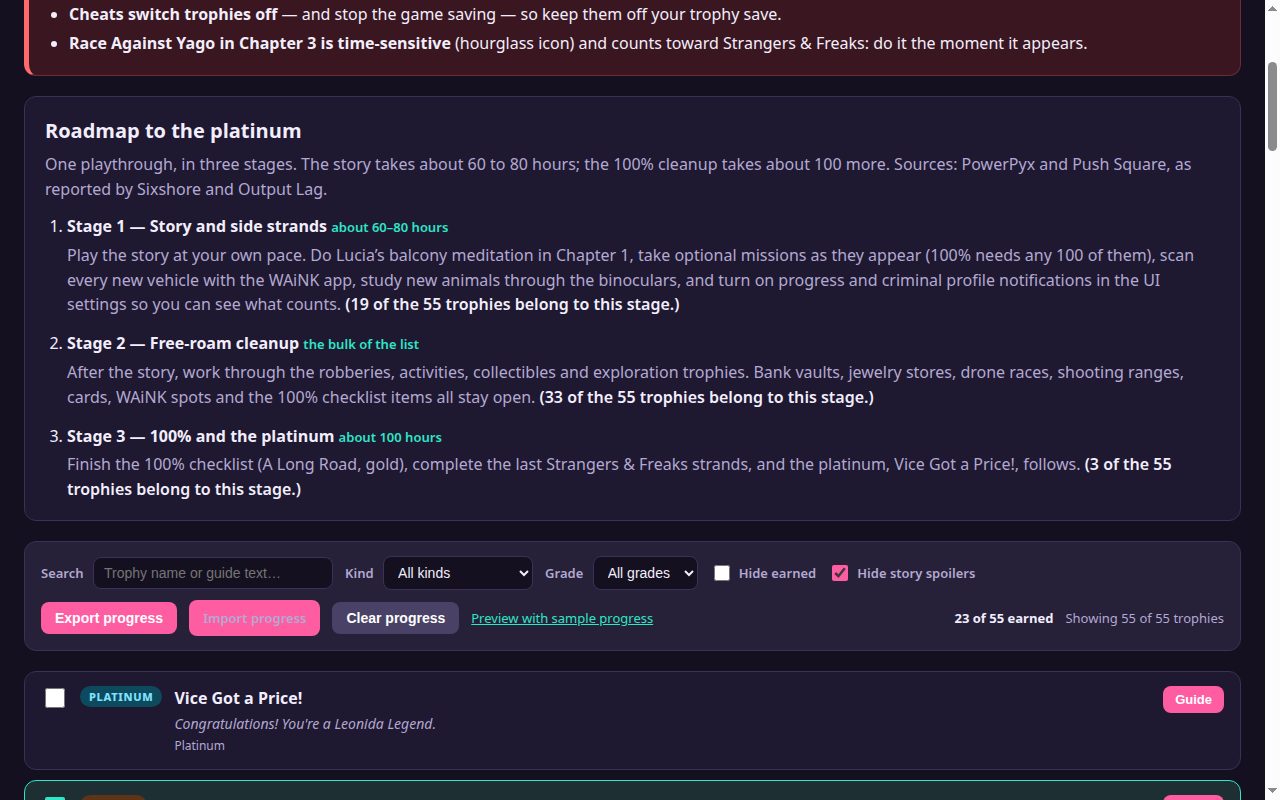 Cheats switch trophies off — and stop the game saving — so keep them off your trophy save.
Race Against Yago in Chapter 3 is time-sensitive (hourglass icon) and counts toward Strangers & Freaks: do it the moment it appears.
Roadmap to the platinum
One playthrough, in three stages. The story takes about 60 to 80 hours; the 100% cleanup takes about 100 more. Sources: PowerPyx and Push Square, as
reported by Sixshore and Output Lag.
1. Stage 1 — Story and side strands about 60–80 hours
Play the story at your own pace. Do Lucia’s balcony meditation in Chapter 1, take optional missions as they appear (100% needs any 100 of them), scan
every new vehicle with the WAiNK app, study new animals through the binoculars, and turn on progress and criminal profile notifications in the UI
settings so you can see what counts. (19 of the 55 trophies belong to this stage.)
2. Stage 2 — Free-roam cleanup the bulk of the list
After the story, work through the robberies, activities, collectibles and exploration trophies. Bank vaults, jewelry stores, drone races, shooting ranges,
cards, WAiNK spots and the 100% checklist items all stay open. (33 of the 55 trophies belong to this stage.)
3. Stage 3 — 100% and the platinum about 100 hours
Finish the 100% checklist (A Long Road, gold), complete the last Strangers & Freaks strands, and the platinum, Vice Got a Price!, follows. (3 of the 55
trophies belong to this stage.)
Search Trophy name or guide text… Kind All kinds Grade All grades Hide earned Hide story spoilers
Export progress Import progress Clear progress Preview with sample progress 23 of 55 earned Showing 55 of 55 trophies
PLATINUM Vice Got a Price! Guide
Congratulations! You're a Leonida Legend.
Platinum